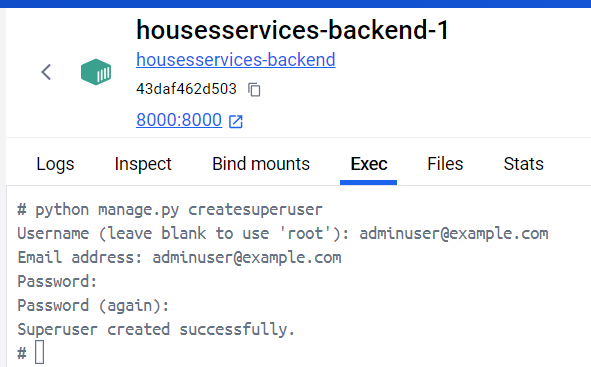 housesservices-backend-1
housesservices-backend
43daf462d503
8000:8000
Logs Inspect Bind mounts Exec Files Stats
# python manage.py createsuperuser
Username (leave blank to use 'root'): adminuser@example.com
Email address: adminuser@example.com
Password:
Password (again):
Superuser created successfully.
#